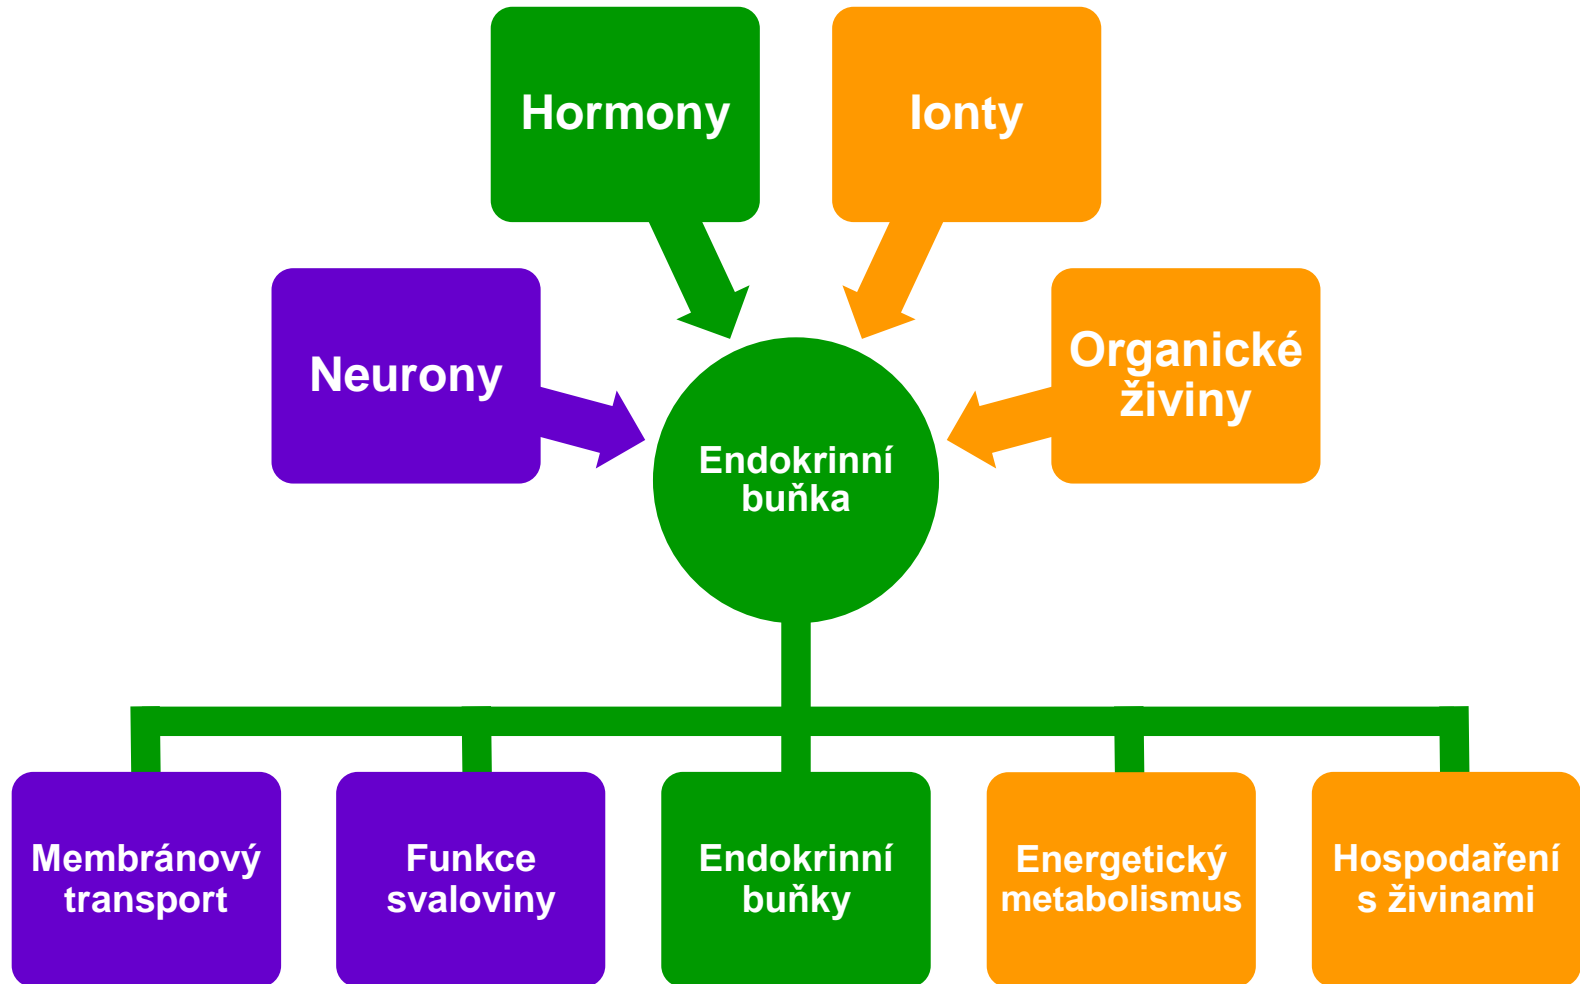 Hormony
Ionty
Neurony
Organické
živiny
Endokrinní
buňka
Membránový
transport
Funkce
svaloviny
Endokrinní
buňky
Energetický
metabolismus
Hospodaření
s živinami